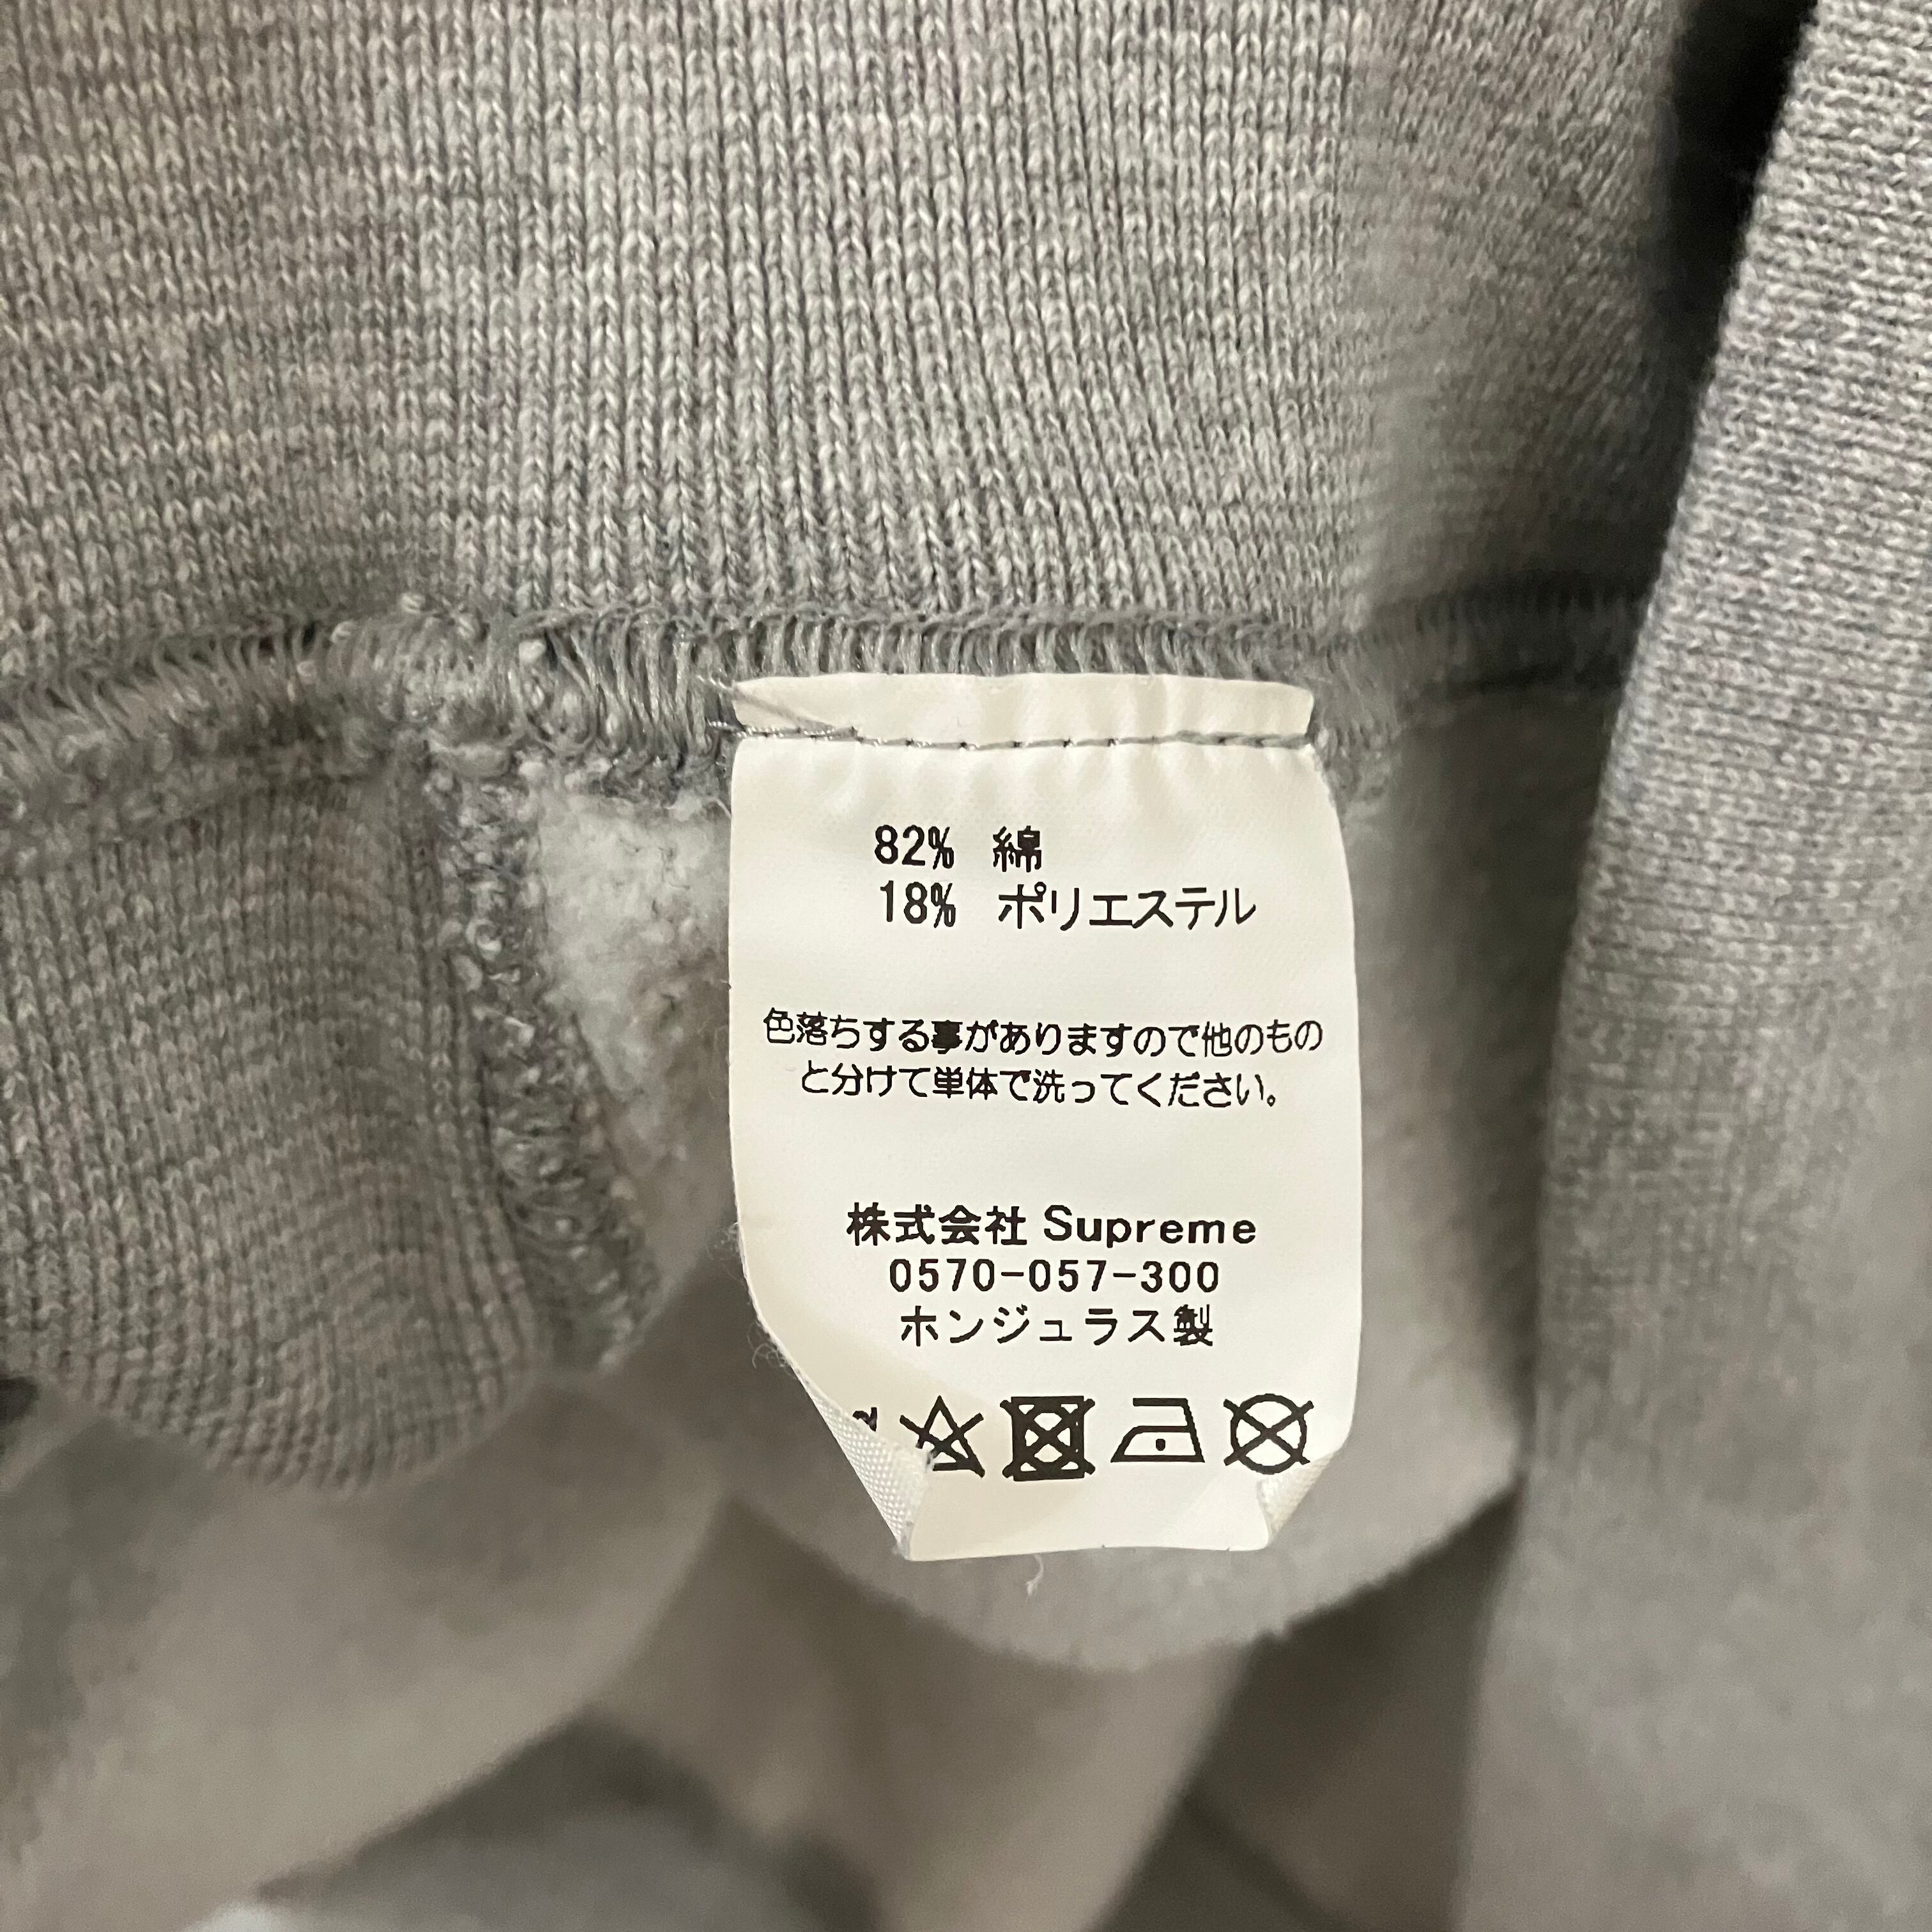 82% 綿
18% ポリエステル
色落ちする事がありますので他のもの
と分けて単体で洗ってください。
株式会社 Supreme
0570-057-300
ホンジュラス製